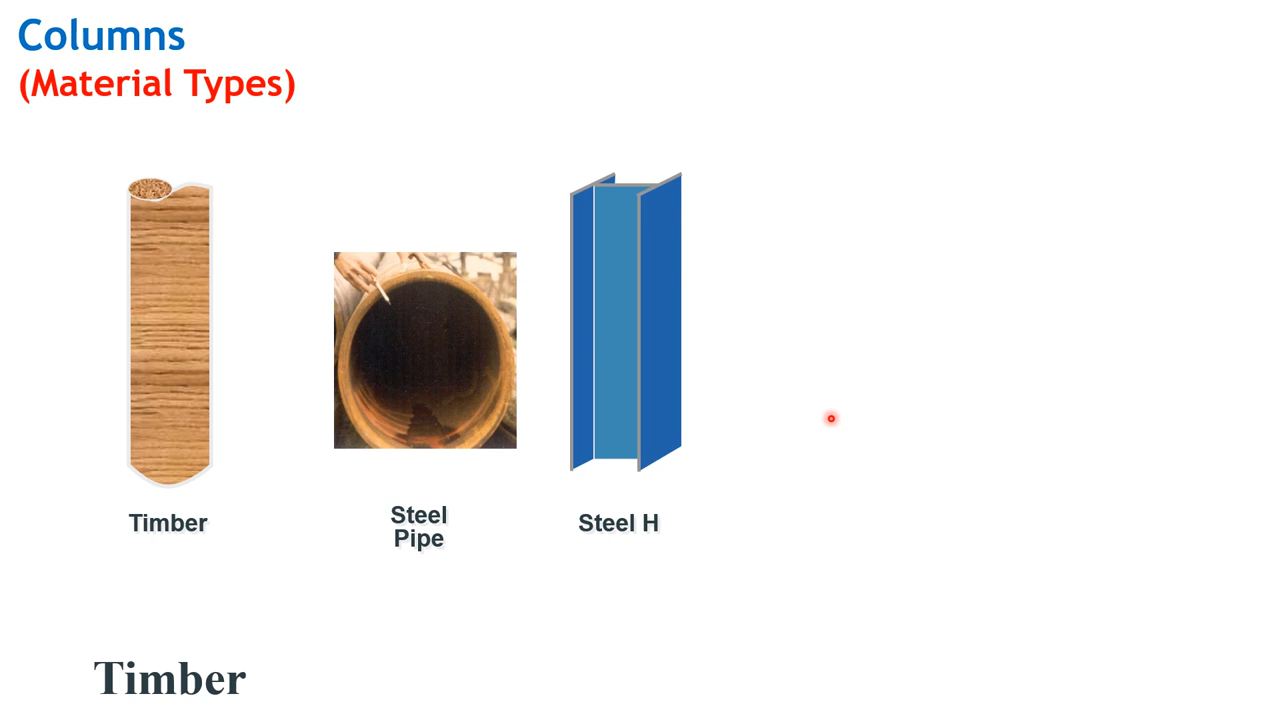 Columns
(Material Types)
Timber
Steel
Pipe
Steel H
Timber